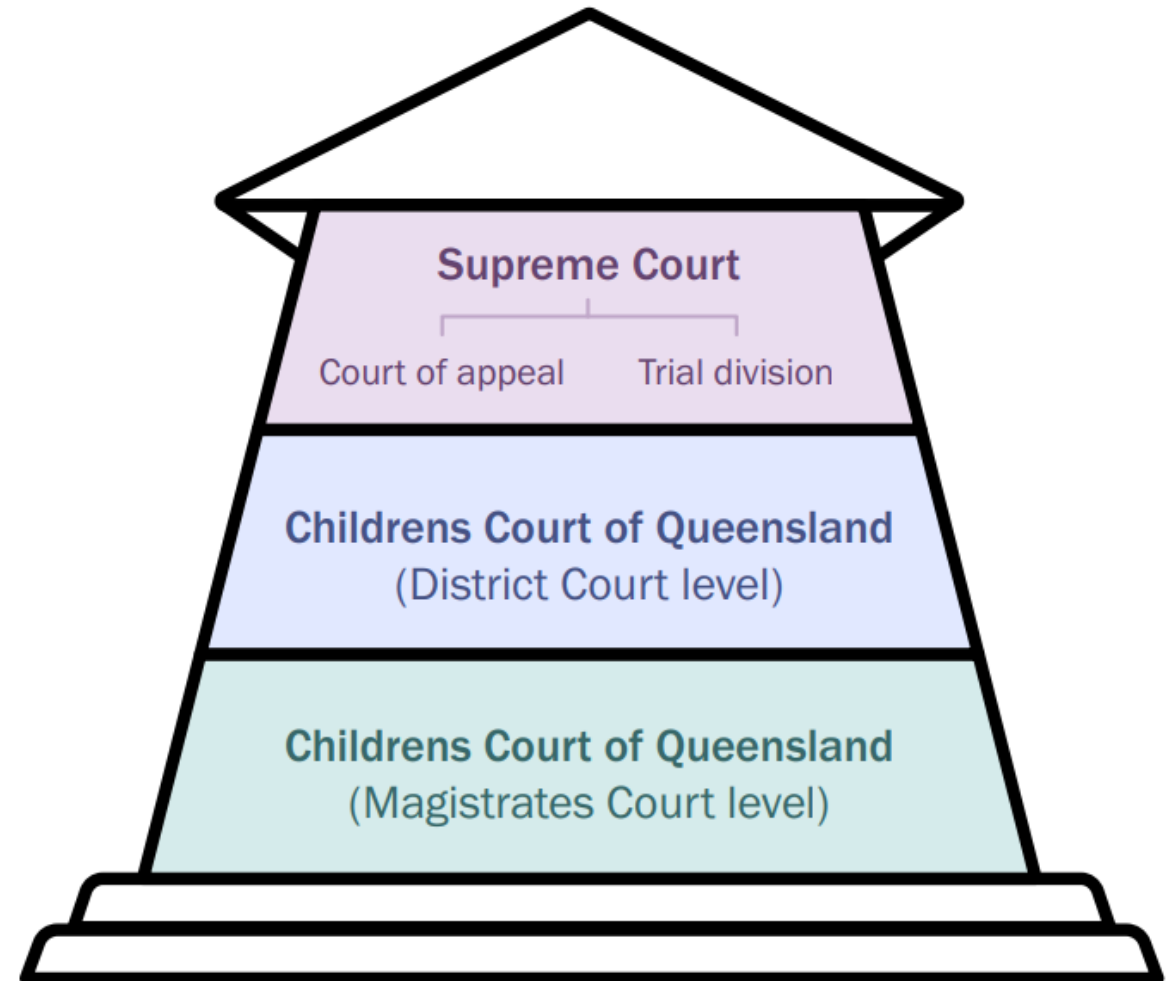 Supreme Court
Court of appeal
Trial division
Childrens Court of Queensland
(District Court level)
Childrens Court of Queensland
(Magistrates Court level)